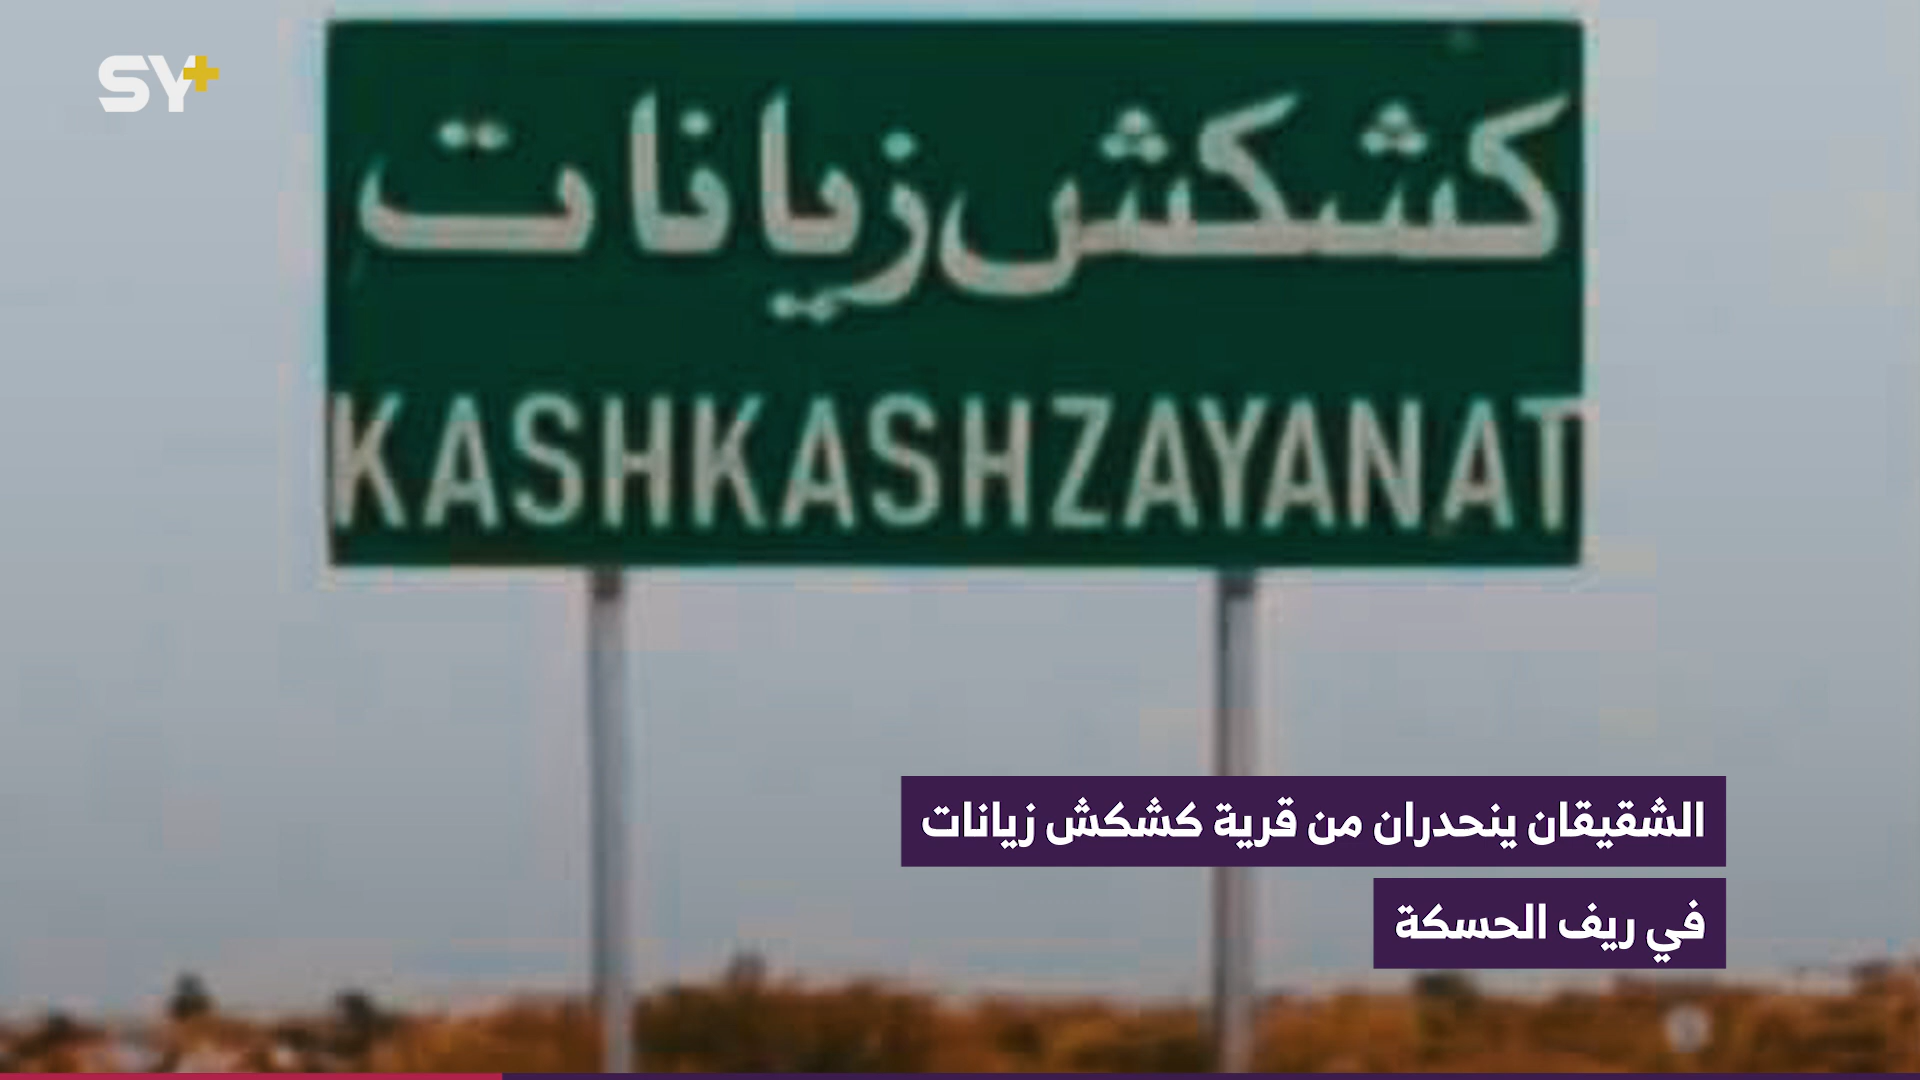 SY+
كشكش زيانات
KASHKASHZAYANAT
الشقيقان ينحدران من قرية كشكش زيانات
في ريف الحسكة